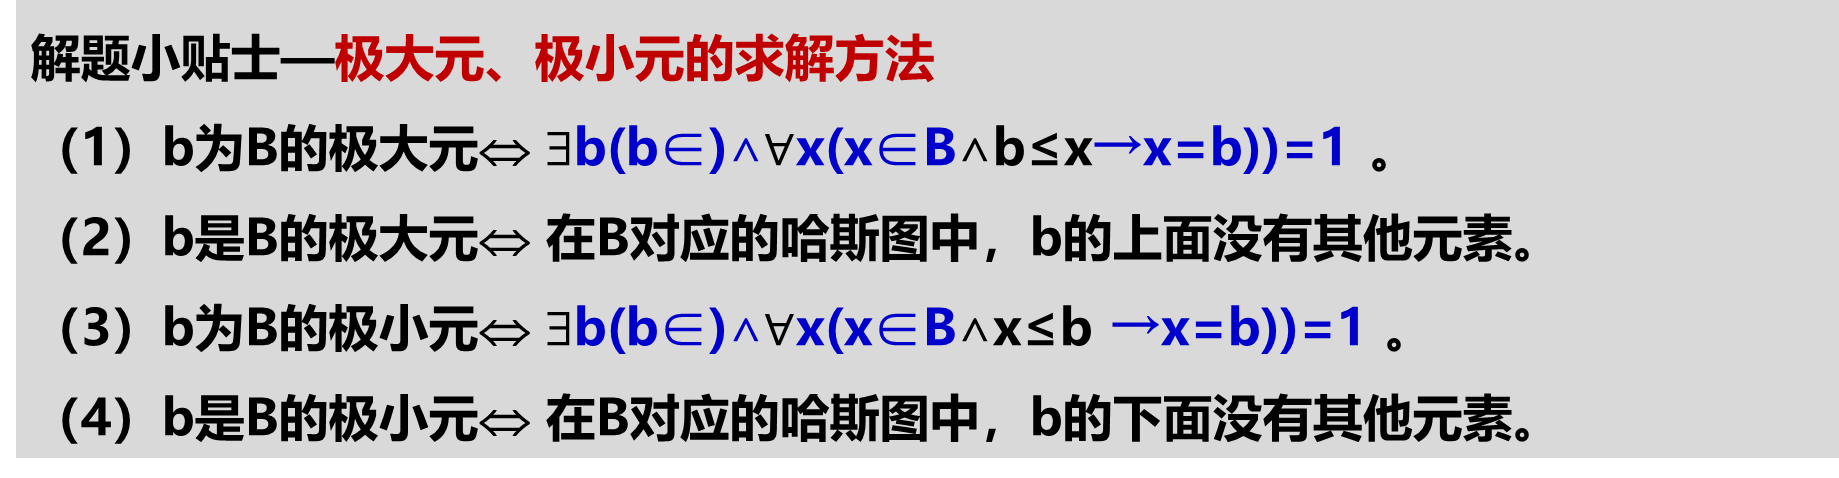 解题小贴士—极大元、极小元的求解方法
（1）b为B的极大元⇔ ∃b(b∈)∧∀x(x∈B∧b≤x→x=b))=1 。
（2）b是B的极大元⇔ 在B对应的哈斯图中，b的上面没有其他元素。
（3）b为B的极小元⇔ ∃b(b∈)∧∀x(x∈B∧x≤b →x=b))=1 。
（4）b是B的极小元⇔ 在B对应的哈斯图中，b的下面没有其他元素。